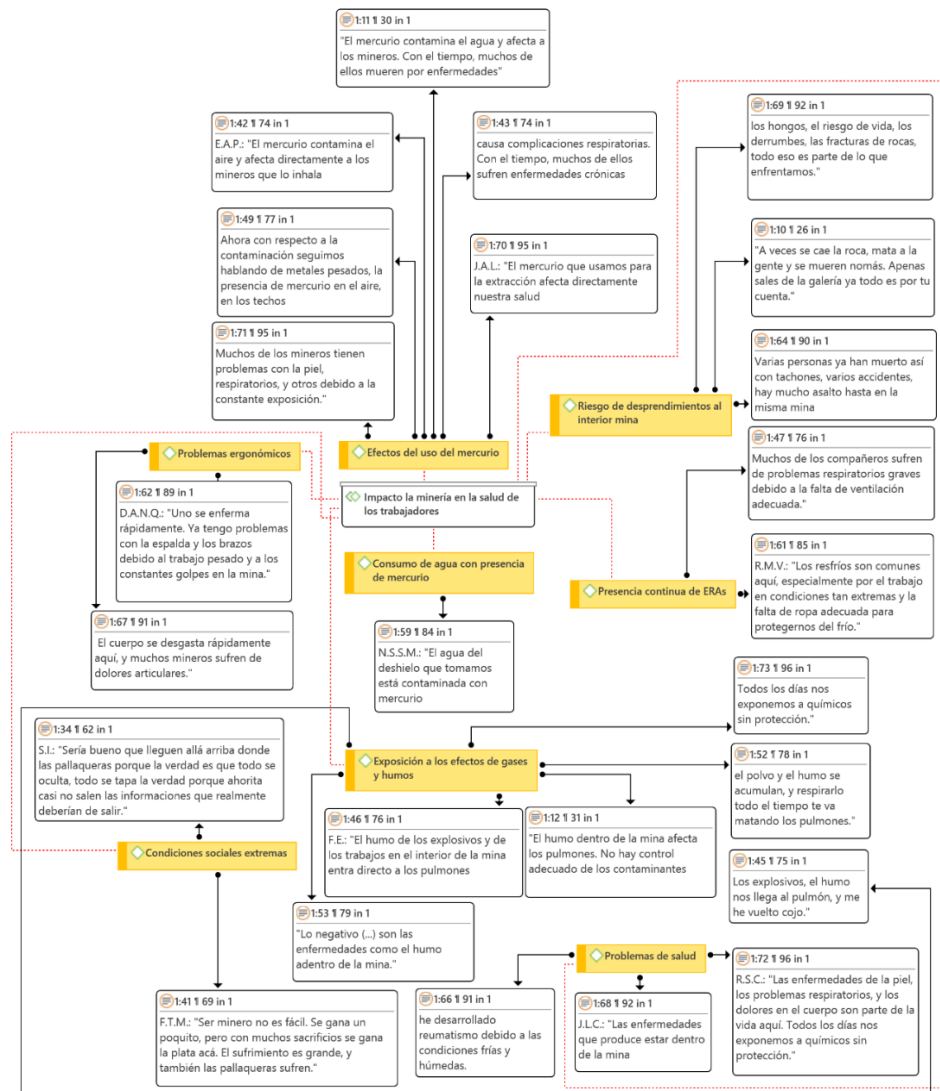 1:11 ¶ 30 in 1
"El mercurio contamina el agua y afecta a
los mineros. Con el tiempo, muchos de
ellos mueren por enfermedades"
1:42 ¶ 74 in 1
E.A.P.: "El mercurio contamina el
aire y afecta directamente a los
mineros que lo inhala
1:43 ¶ 74 in 1
causa complicaciones respiratorias.
Con el tiempo, muchos de ellos
sufren enfermedades crónicas
1:69 ¶ 92 in 1
los hongos, el riesgo de vida, los
derrumbes, las fracturas de rocas,
todo eso es parte de lo que
enfrentamos."
1:49 ¶ 77 in 1
Ahora con respecto a la
contaminación seguimos
hablando de metales pesados, la
presencia de mercurio en el aire,
en los techos
1:70 ¶ 95 in 1
J.A.L.: "El mercurio que usamos para
la extracción afecta directamente
nuestra salud
1:10 ¶ 26 in 1
"A veces se cae la roca, mata a la
gente y se mueren nomás. Apenas
sales de la galería ya todo es por tu
cuenta."
1:71 ¶ 95 in 1
Muchos de los mineros tienen
problemas con la piel,
respiratorios, y otros debido a la
constante exposición."
1:64 ¶ 90 in 1
Varias personas ya han muerto así
con tachones, varios accidentes,
hay mucho asalto hasta en la
misma mina
Riesgo de desprendimientos al
interior mina
Problemas ergonómicos
Efectos del uso del mercurio
1:47 ¶ 76 in 1
Muchos de los compañeros sufren
de problemas respiratorios graves
debido a la falta de ventilación
adecuada."
1:62 ¶ 89 in 1
D.A.N.Q.: "Uno se enferma
rápidamente. Ya tengo problemas
con la espalda y los brazos
debido al trabajo pesado y a los
constantes golpes en la mina."
Impacto la minería en la salud de
los trabajadores
Consumo de agua con presencia
de mercurio
Presencia continua de ERAs
1:61 ¶ 85 in 1
R.M.V.: "Los resfríos son comunes
aquí, especialmente por el trabajo
en condiciones tan extremas y la
falta de ropa adecuada para
protegernos del frío."
1:67 ¶ 91 in 1
El cuerpo se desgasta rápidamente
aquí, y muchos mineros sufren de
dolores articulares."
1:59 ¶ 84 in 1
N.S.S.M.: "El agua del
deshielo que tomamos
está contaminada con
mercurio
1:73 ¶ 96 in 1
Todos los días nos
exponemos a químicos
sin protección."
1:34 ¶ 62 in 1
S.I.: "Sería bueno que lleguen allá arriba donde
las pallaqueras porque la verdad es que todo se
oculta, todo se tapa la verdad porque ahorita
casi no salen las informaciones que realmente
deberían de salir."
Exposición a los efectos de gases
y humos
1:52 ¶ 78 in 1
el polvo y el humo se
acumulan, y respirarlo
todo el tiempo te va
matando los pulmones."
1:46 ¶ 76 in 1
F.E.: "El humo de los explosivos y de
los trabajos en el interior de la mina
entra directo a los pulmones
1:12 ¶ 31 in 1
"El humo dentro de la mina afecta
los pulmones. No hay control
adecuado de los contaminantes
Condiciones sociales extremas
1:45 ¶ 75 in 1
Los explosivos, el humo
nos llega al pulmón, y me
he vuelto cojo."
1:53 ¶ 79 in 1
"Lo negativo (...) son las
enfermedades como el humo
adentro de la mina."
Problemas de salud
1:72 ¶ 96 in 1
R.S.C.: "Las enfermedades de la piel,
los problemas respiratorios, y los
dolores en el cuerpo son parte de la
vida aquí. Todos los días nos
exponemos a químicos sin
protección."
1:41 ¶ 69 in 1
F.T.M.: "Ser minero no es fácil. Se gana un
poquito, pero con muchos sacrificios se gana
la plata acá. El sufrimiento es grande, y
también las pallaqueras sufren."
1:66 ¶ 91 in 1
he desarrollado
reumatismo debido a las
condiciones frías y
húmedas.
1:68 ¶ 92 in 1
J.L.C.: "Las enfermedades
que produce estar dentro
de la mina